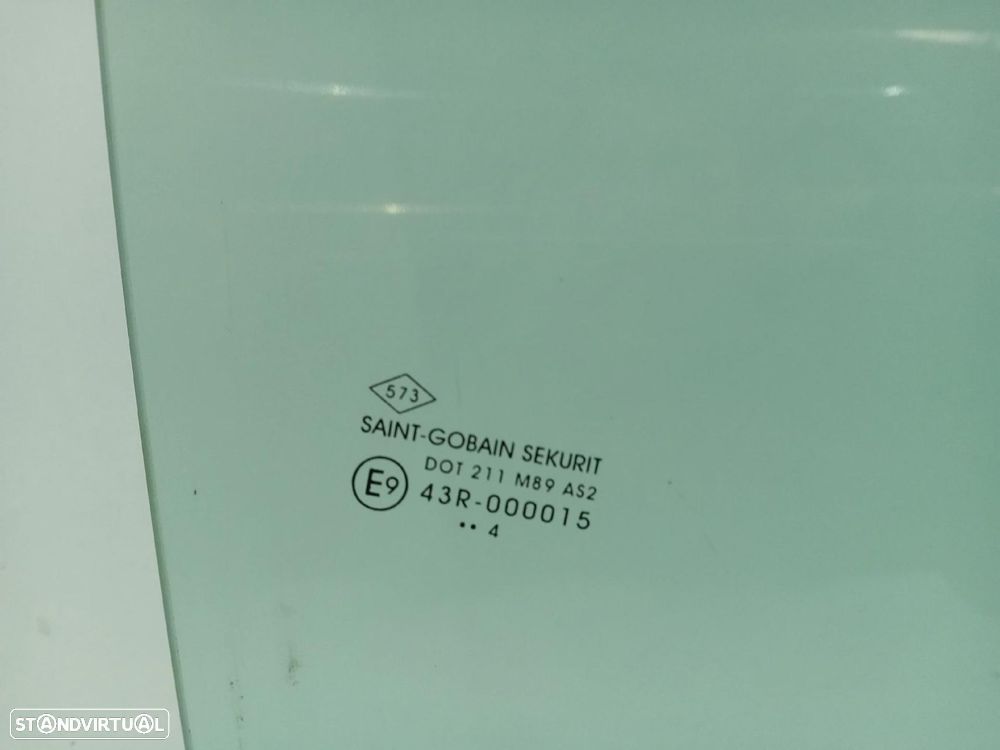 573
SAINT-GOBAIN SEKURIT
DOT 211 M89 AS2
E9 43R-000015
•• 4
STANDVIRTUAL